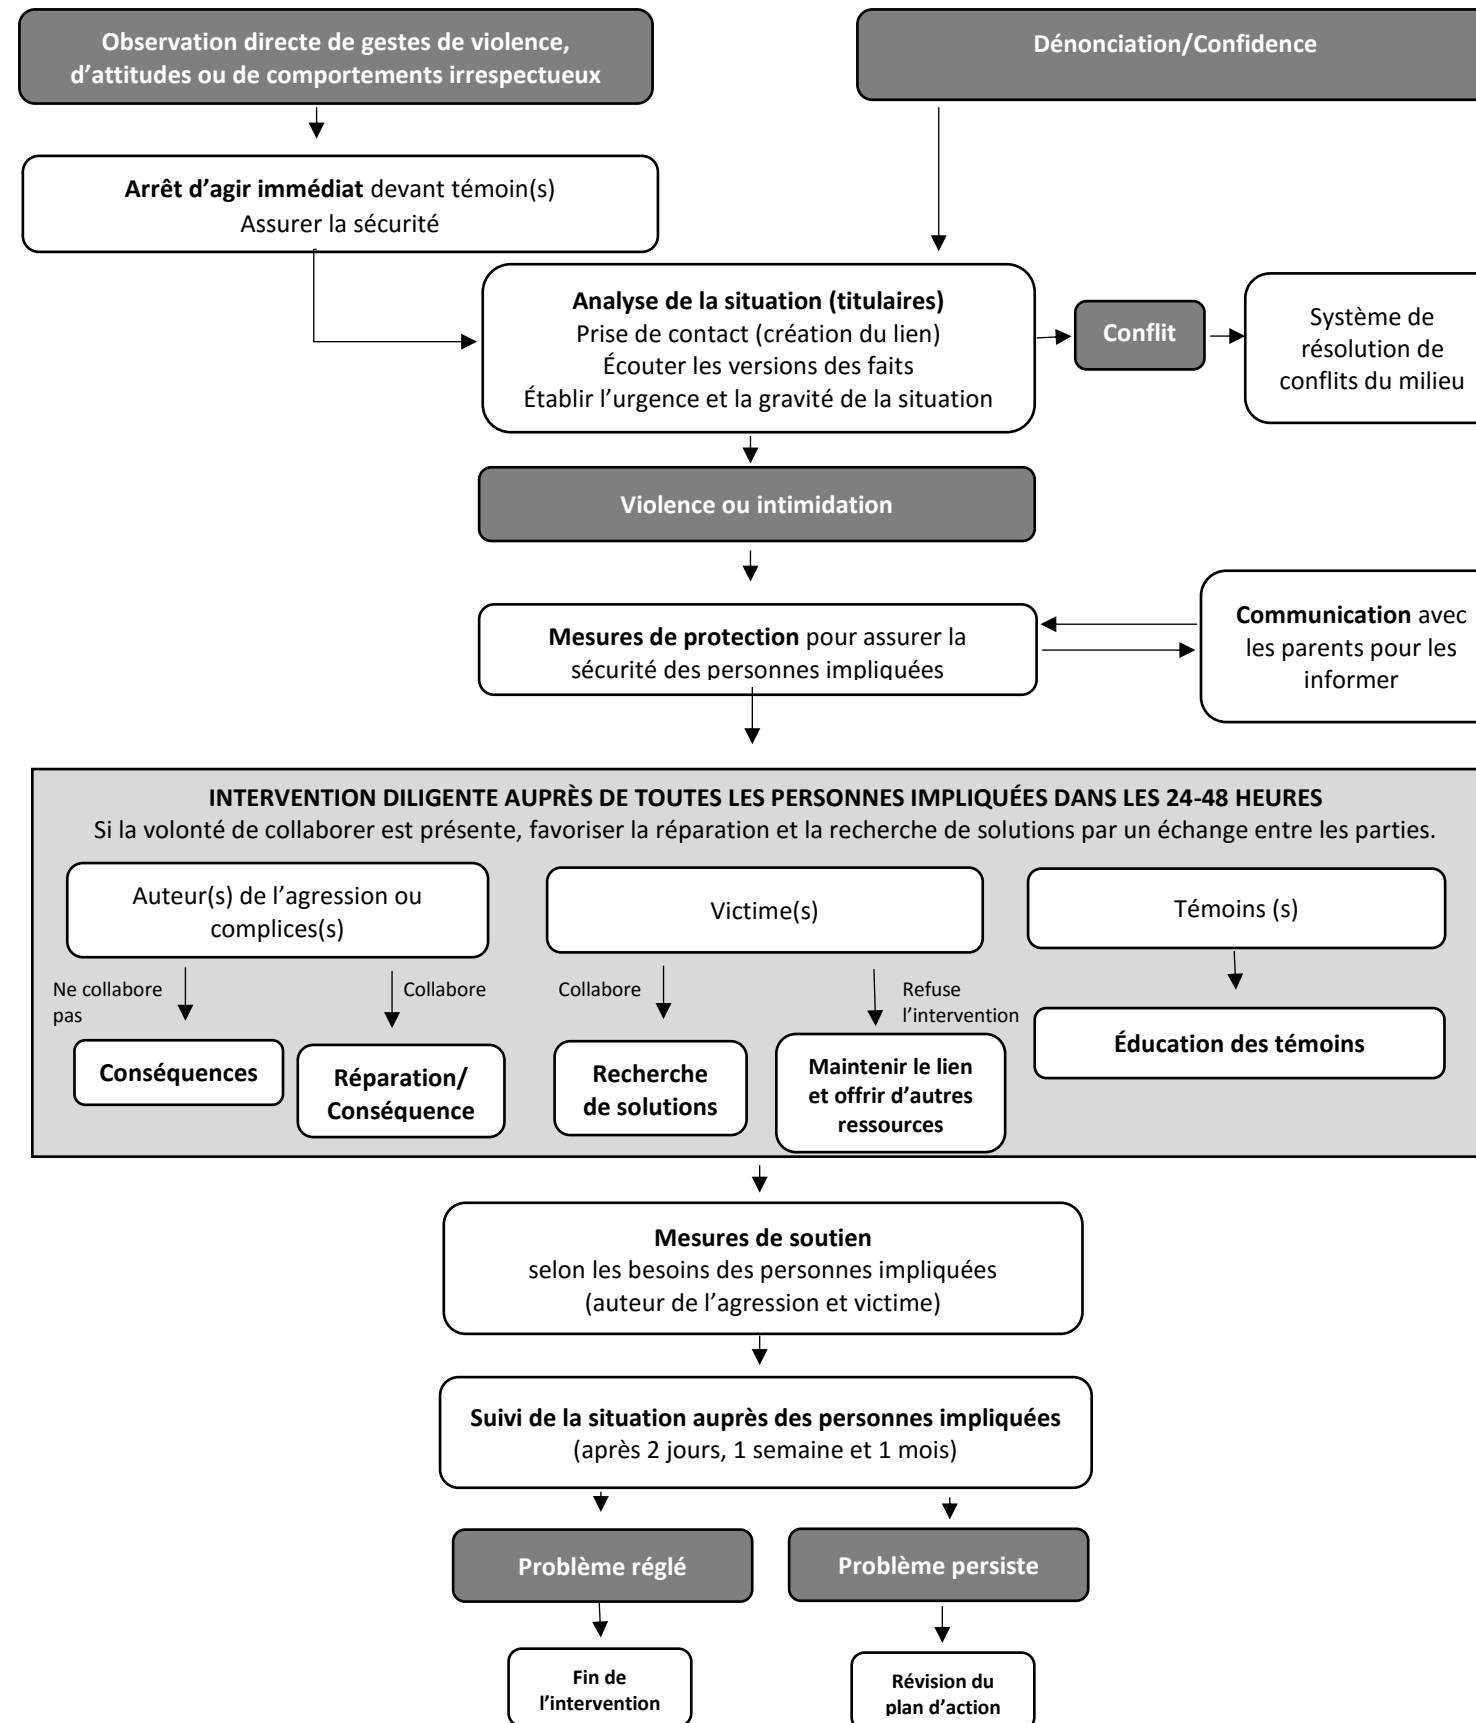 Observation directe de gestes de violence,
d'attitudes ou de comportements irrespectueux
Dénonciation/Confidence
Arrêt d'agir immédiat devant témoin(s)
Assurer la sécurité
Analyse de la situation (titulaires)
Prise de contact (création du lien)
Écouter les versions des faits
Établir l'urgence et la gravité de la situation
Conflit
Système de
résolution de
conflits du milieu
Violence ou intimidation
Mesures de protection pour assurer la
sécurité des personnes impliquées
Communication avec
les parents pour les
informer
INTERVENTION DILIGENTE AUPRÈS DE TOUTES LES PERSONNES IMPLIQUÉES DANS LES 24-48 HEURES
Si la volonté de collaborer est présente, favoriser la réparation et la recherche de solutions par un échange entre les parties.
Auteur(s) de l'agression ou
complices(s)
Victime(s)
Témoins (s)
Ne collabore
pas
Collabore
Collabore
Refuse
l'intervention
Conséquences
Réparation/
Conséquence
Recherche
de solutions
Maintenir le lien
et offrir d'autres
ressources
Éducation des témoins
Mesures de soutien
selon les besoins des personnes impliquées
(auteur de l'agression et victime)
Suivi de la situation auprès des personnes impliquées
(après 2 jours, 1 semaine et 1 mois)
Problème réglé
Problème persiste
Fin de
l'intervention
Révision du
plan d'action